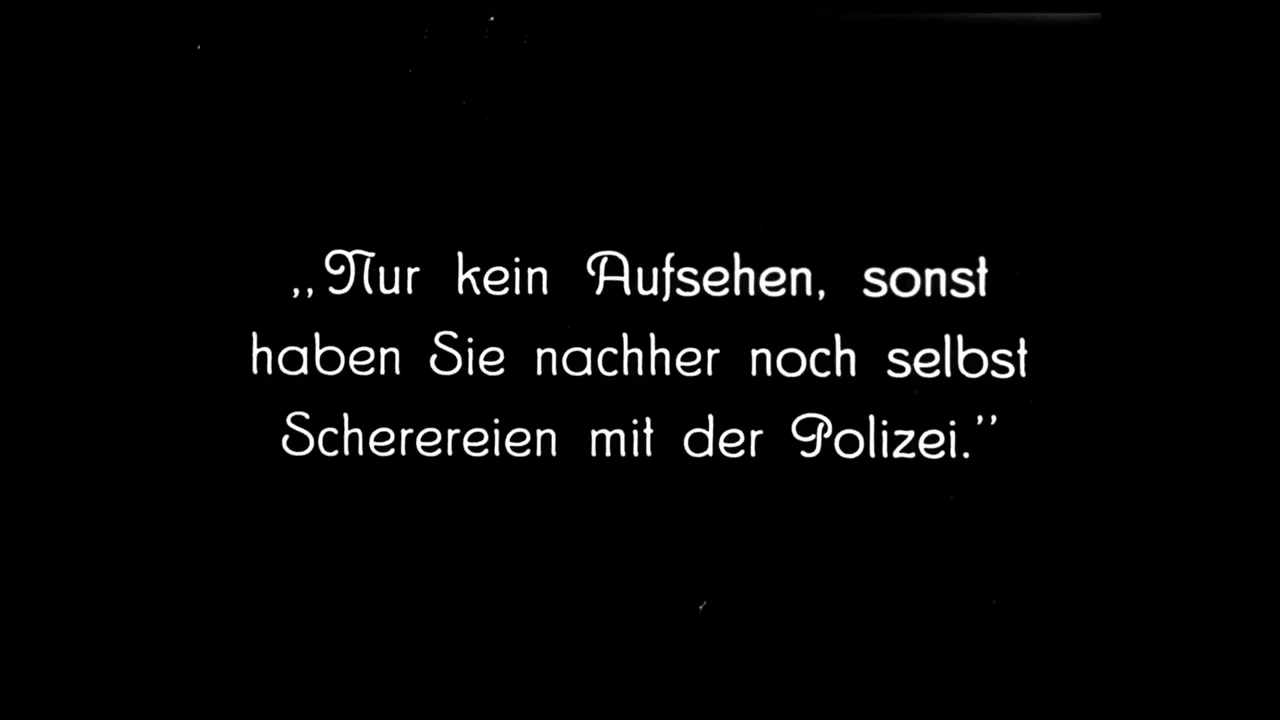 „Nur kein Aufsehen, sonst
haben Sie nachher noch selbst
Scherereien mit der Polizei.”